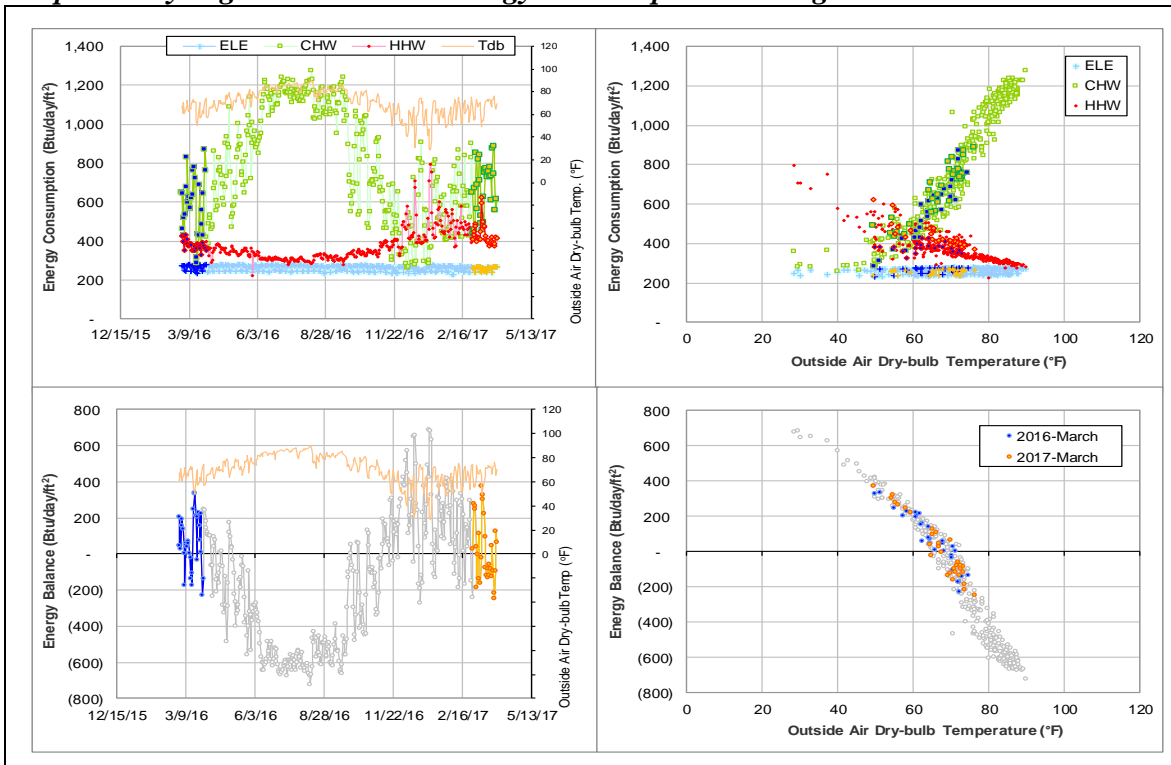 ELE CHW HHW Tdb
Energy Consumption (Btu/day/ft²)
1,400
1,200
1,000
800
600
400
200
-
120
100
80
60
40
20
0
Outside Air Dry-bulb Temp. (°F)
12/15/15 3/9/16 6/3/16 8/28/16 11/22/16 2/16/17 5/13/17
Energy Consumption (Btu/day/ft²)
1,400
1,200
1,000
800
600
400
200
-
ELE
CHW
HHW
0 20 40 60 80 100 120
Outside Air Dry-bulb Temperature (°F)
Energy Balance (Btu/day/ft²)
800
600
400
200
-
(200)
(400)
(600)
(800)
120
100
80
60
40
20
0
Outside Air Dry-bulb Temp (°F)
12/15/15 3/9/16 6/3/16 8/28/16 11/22/16 2/16/17 5/13/17
Energy Balance (Btu/day/ft²)
800
600
400
200
-
(200)
(400)
(600)
(800)
2016-March
2017-March
0 20 40 60 80 100 120
Outside Air Dry-bulb Temperature (°F)